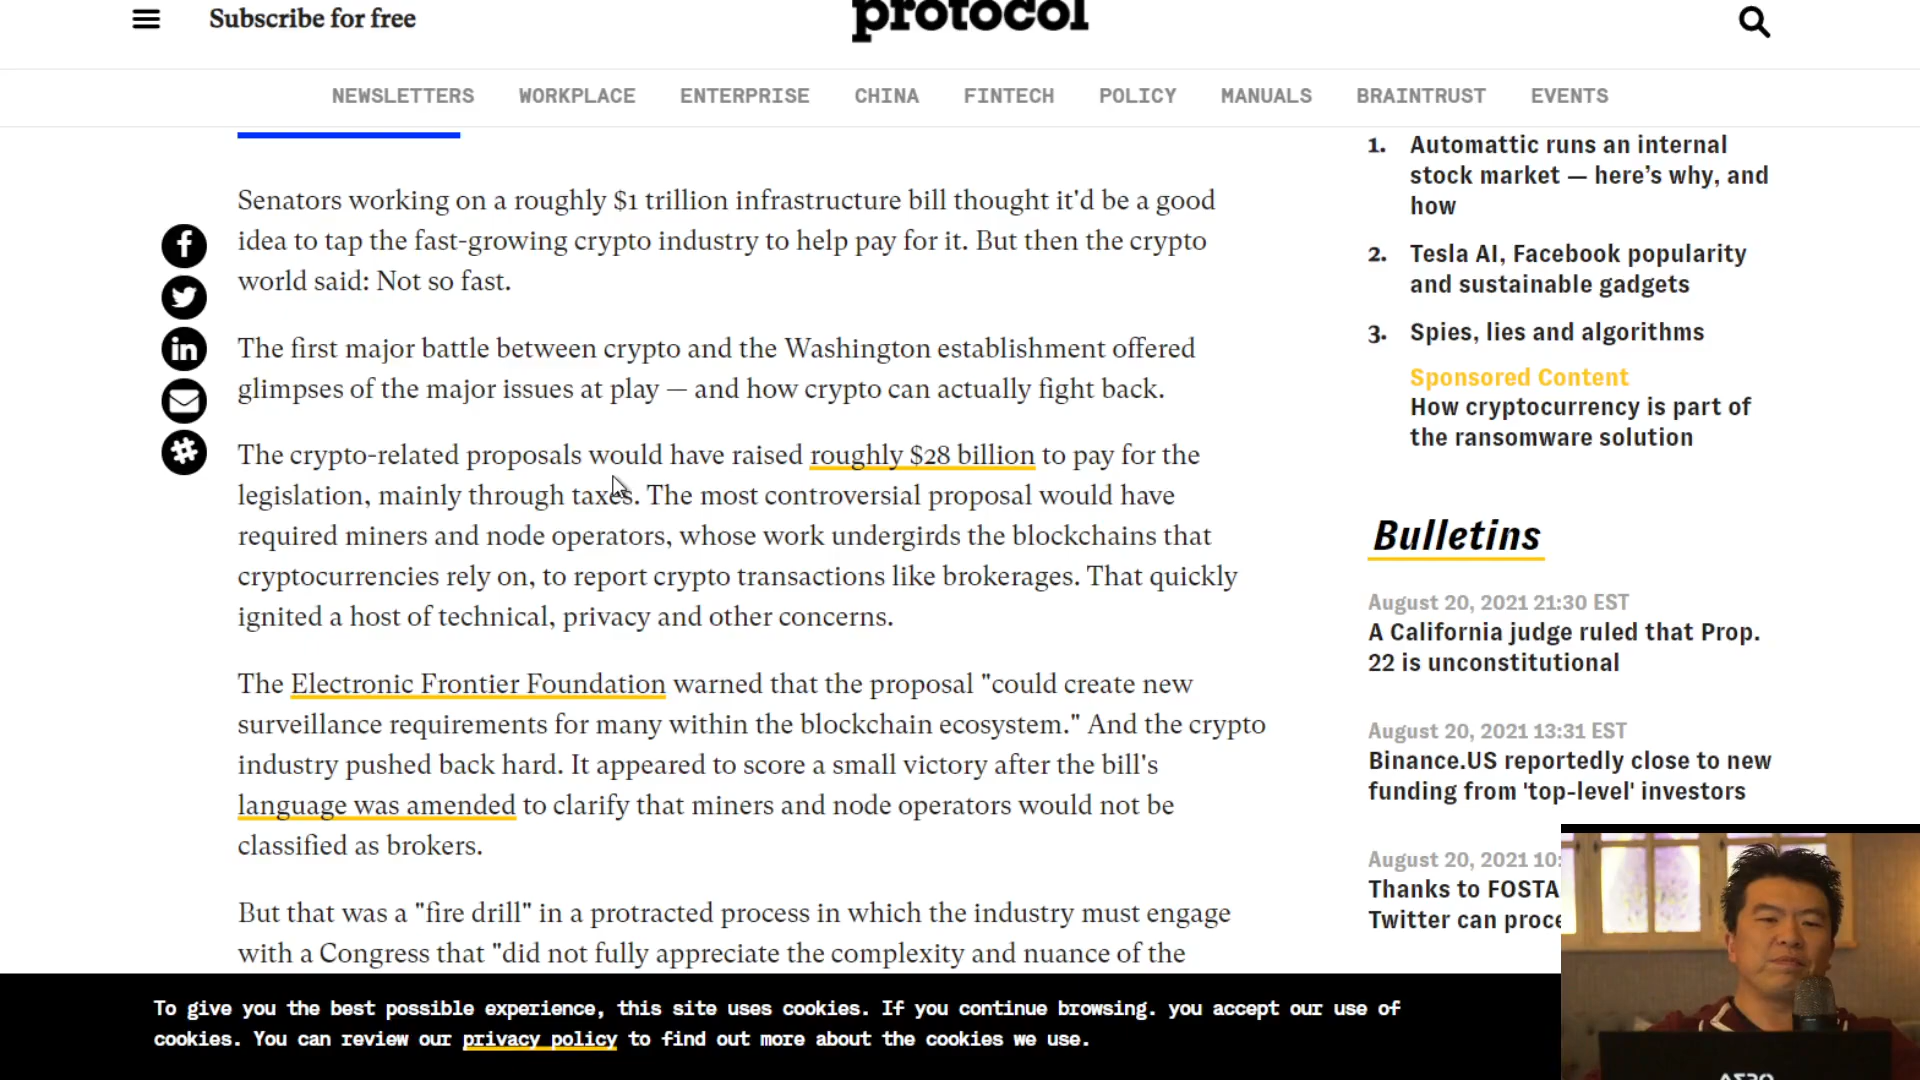 Subscribe for free
protocol
NEWSLETTERS WORKPLACE ENTERPRISE CHINA FINTECH POLICY MANUALS BRAINTRUST EVENTS
Senators working on a roughly $1 trillion infrastructure bill thought it'd be a good
idea to tap the fast-growing crypto industry to help pay for it. But then the crypto
world said: Not so fast.
The first major battle between crypto and the Washington establishment offered
glimpses of the major issues at play — and how crypto can actually fight back.
The crypto-related proposals would have raised roughly $28 billion to pay for the
legislation, mainly through taxes. The most controversial proposal would have
required miners and node operators, whose work undergirds the blockchains that
cryptocurrencies rely on, to report crypto transactions like brokerages. That quickly
ignited a host of technical, privacy and other concerns.
The Electronic Frontier Foundation warned that the proposal "could create new
surveillance requirements for many within the blockchain ecosystem." And the crypto
industry pushed back hard. It appeared to score a small victory after the bill's
language was amended to clarify that miners and node operators would not be
classified as brokers.
But that was a "fire drill" in a protracted process in which the industry must engage
with a Congress that "did not fully appreciate the complexity and nuance of the
1. Automattic runs an internal
stock market — here's why, and
how
2. Tesla AI, Facebook popularity
and sustainable gadgets
3. Spies, lies and algorithms
Sponsored Content
How cryptocurrency is part of
the ransomware solution
Bulletins
August 20, 2021 21:30 EST
A California judge ruled that Prop.
22 is unconstitutional
August 20, 2021 13:31 EST
Binance.US reportedly close to new
funding from 'top-level' investors
August 20, 2021 10:
Thanks to FOSTA
Twitter can proce
To give you the best possible experience, this site uses cookies. If you continue browsing. you accept our use of
cookies. You can review our privacy policy to find out more about the cookies we use.